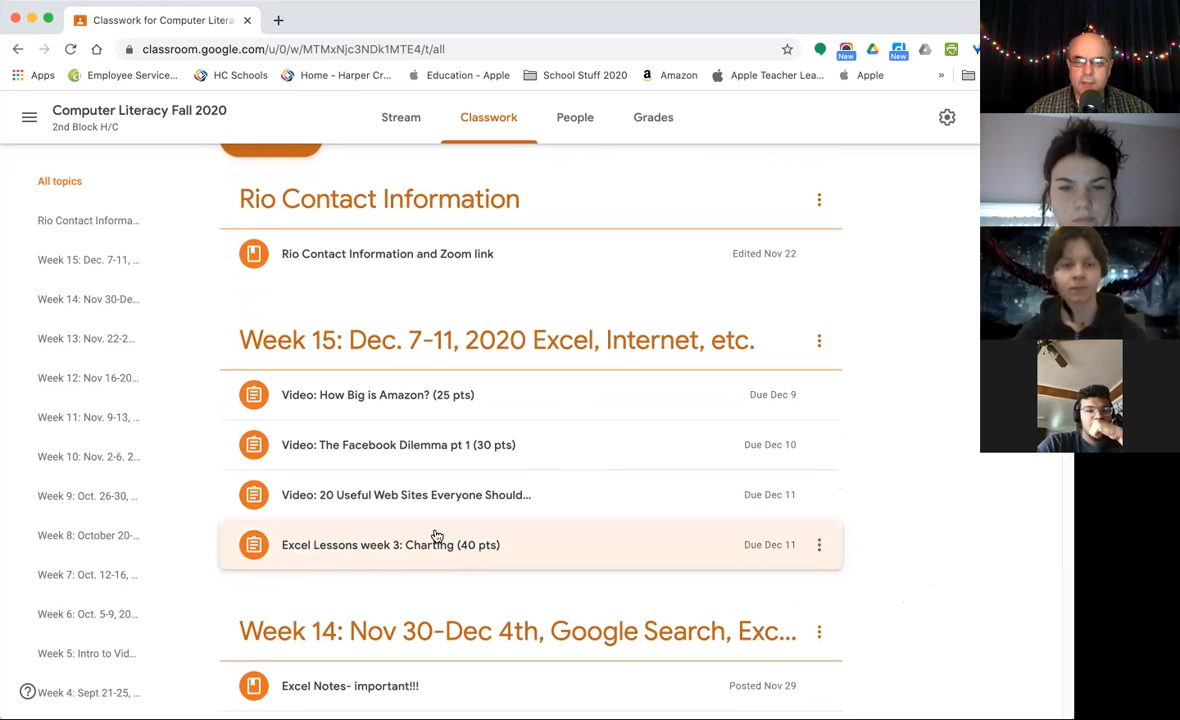 Classwork for Computer Litera
classroom.google.com/u/0/w/MTMxNjc3NDk1MTE4/t/all
New
New
Apps
Employee Service...
HC Schools
Home - Harper Cr...
Education - Apple
School Stuff 2020
Amazon
Apple Teacher Lea...
Apple
»
Computer Literacy Fall 2020
2nd Block H/C
Stream
Classwork
People
Grades
All topics
Rio Contact Informa...
Week 15: Dec. 7-11, ...
Week 14: Nov 30-De...
Week 13: Nov. 22-2...
Week 12: Nov 16-20...
Week 11: Nov. 9-13, ...
Week 10: Nov. 2-6. 2...
Week 9: Oct. 26-30, ...
Week 8: October 20-...
Week 7: Oct. 12-16, ...
Week 6: Oct. 5-9, 20...
Week 5: Intro to Vid...
Week 4: Sept 21-25, ...
Rio Contact Information
Rio Contact Information and Zoom link
Edited Nov 22
Week 15: Dec. 7-11, 2020 Excel, Internet, etc.
Video: How Big is Amazon? (25 pts)
Due Dec 9
Video: The Facebook Dilemma pt 1 (30 pts)
Due Dec 10
Video: 20 Useful Web Sites Everyone Should...
Due Dec 11
Excel Lessons week 3: Charting (40 pts)
Due Dec 11
Week 14: Nov 30-Dec 4th, Google Search, Exc...
Excel Notes- important!!!
Posted Nov 29